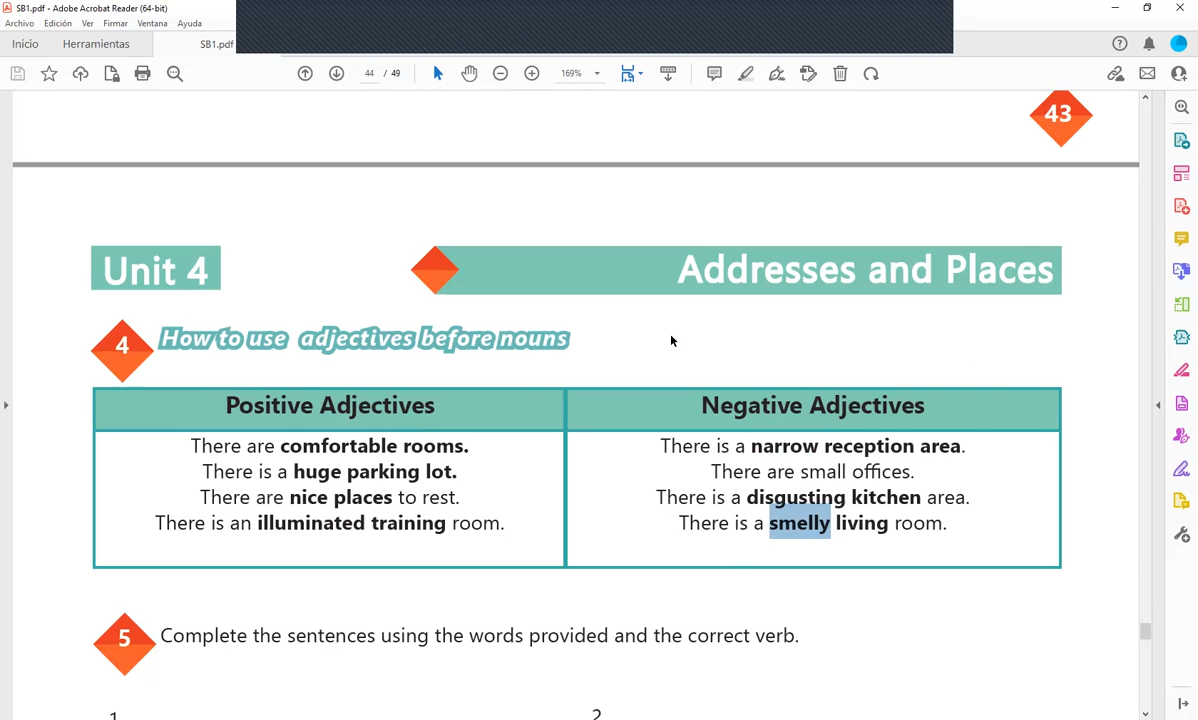 SB1.pdf - Adobe Acrobat Reader (64-bit)
Archivo Edición Ver Firmar Ventana Ayuda
Inicio Herramientas SB1.pdf
44 / 49 169%
43
Unit 4 Addresses and Places
4 How to use adjectives before nouns
Positive Adjectives
There are comfortable rooms.
There is a huge parking lot.
There are nice places to rest.
There is an illuminated training room.
Negative Adjectives
There is a narrow reception area.
There are small offices.
There is a disgusting kitchen area.
There is a smelly living room.
5 Complete the sentences using the words provided and the correct verb.
1 2